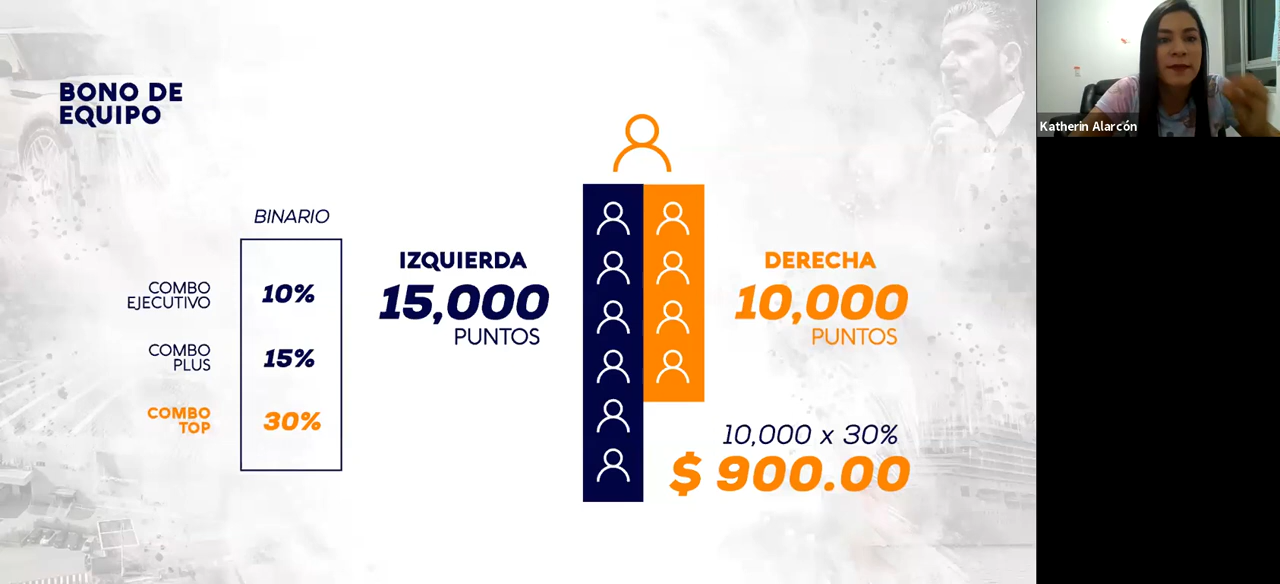 BONO DE
EQUIPO
BINARIO
COMBO
EJECUTIVO
10%
COMBO
PLUS
15%
COMBO
TOP
30%
IZQUIERDA
15,000
PUNTOS
DERECHA
10,000
PUNTOS
10,000 x 30%
$ 900.00
Katherin Alarcón